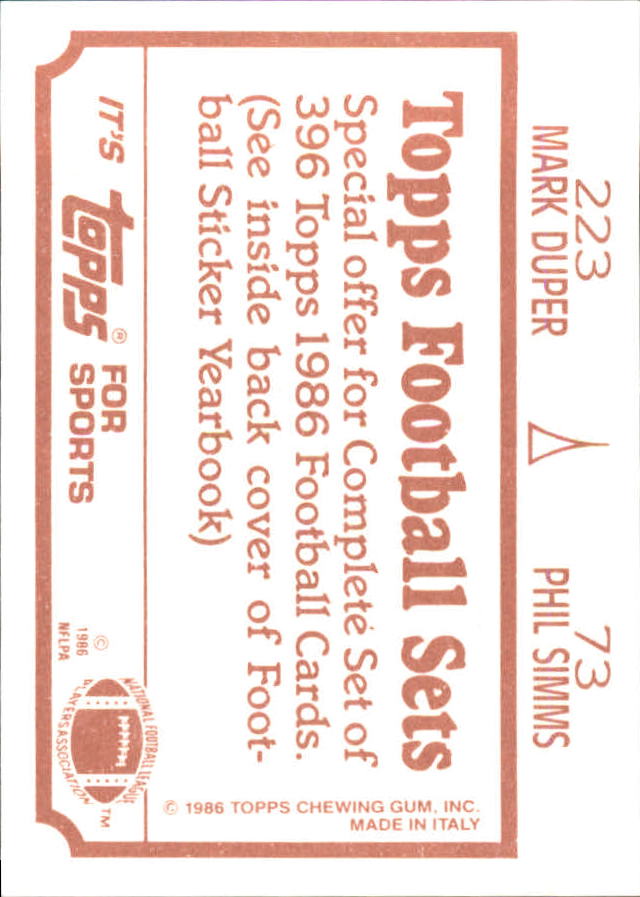 223 73
MARK DUPER PHIL SIMMS
Topps Football Sets
Special offer for Complete Set of
396 Topps 1986 Football Cards.
(See inside back cover of Foot-
ball Sticker Yearbook)
© 1986 TOPPS CHEWING GUM, INC.
MADE IN ITALY
IT'S Topps® FOR
SPORTS
©
1986
NFLPA
NATIONAL FOOTBALL LEAGUE
PLAYERS ASSOCIATION
TM